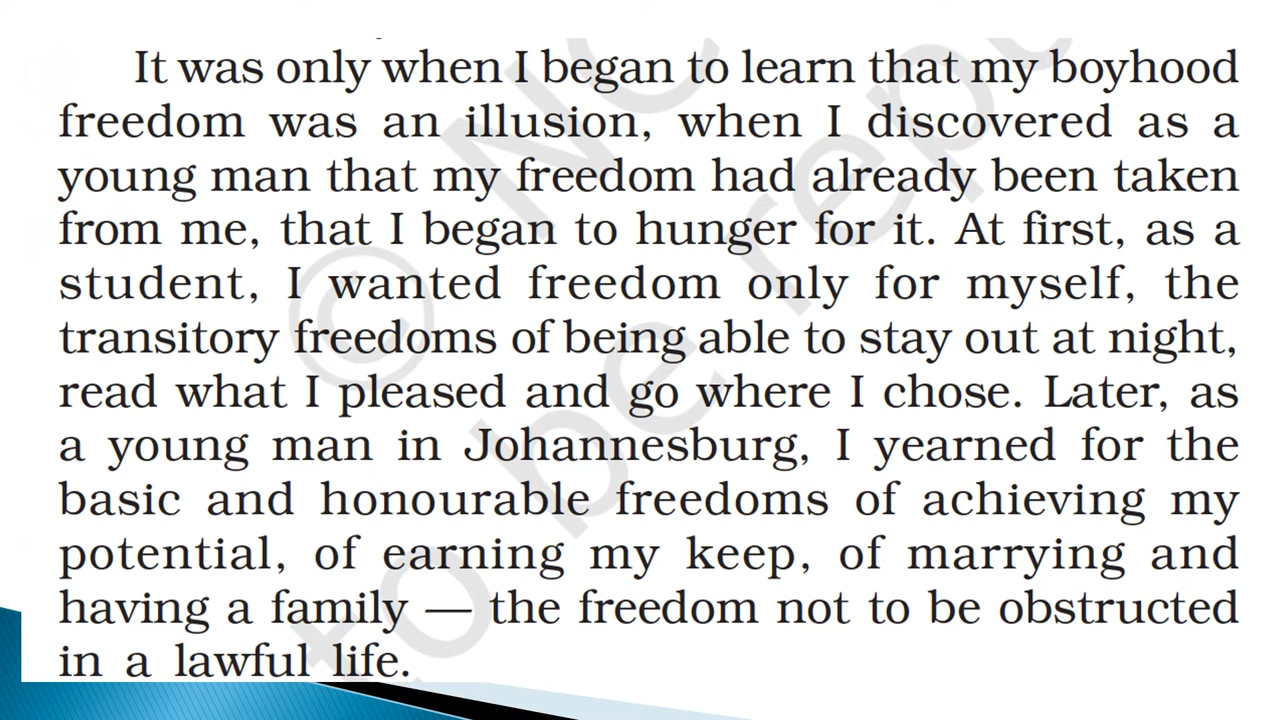 It was only when I began to learn that my boyhood
freedom was an illusion, when I discovered as a
young man that my freedom had already been taken
from me, that I began to hunger for it. At first, as a
student, I wanted freedom only for myself, the
transitory freedoms of being able to stay out at night,
read what I pleased and go where I chose. Later, as
a young man in Johannesburg, I yearned for the
basic and honourable freedoms of achieving my
potential, of earning my keep, of marrying and
having a family — the freedom not to be obstructed
in a lawful life.
© NC
to be repu